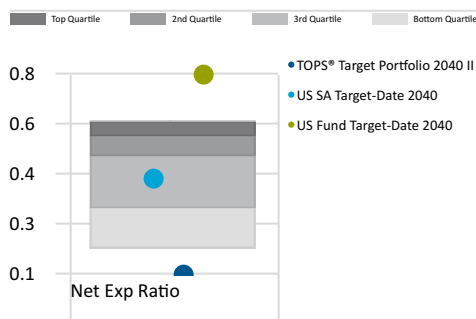 Top Quartile 2nd Quartile 3rd Quartile Bottom Quartile
0.8
0.6
0.4
0.3
0.1
Net Exp Ratio
TOPS® Target Portfolio 2040 II
US SA Target-Date 2040
US Fund Target-Date 2040